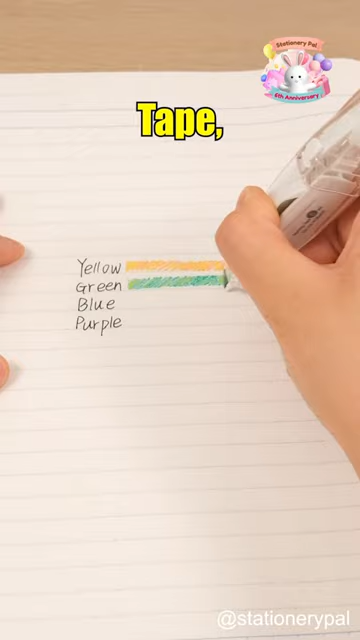 Stationery Pal
6th Anniversary
Tape,
Yellow
Green
Blue
Purple
@stationerypal